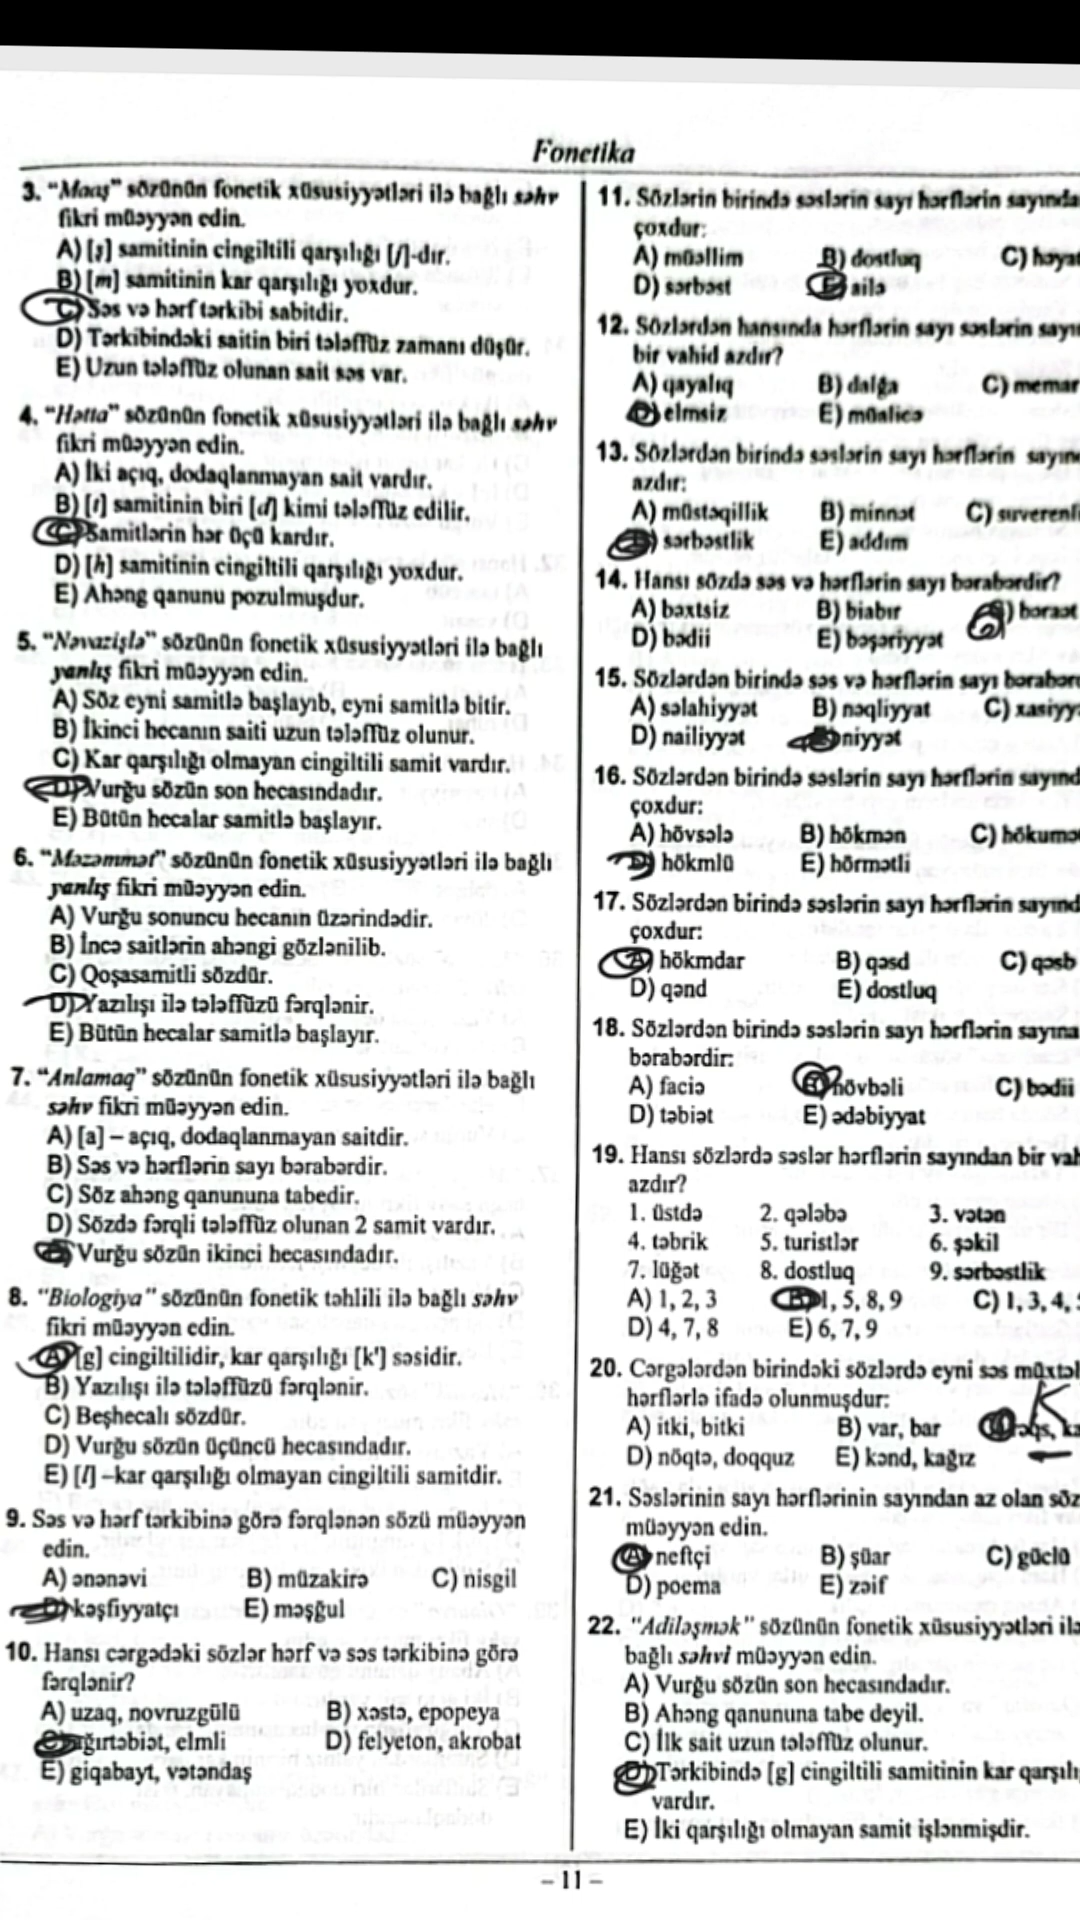 Fonetika
3. “Maaş” sözünün fonetik xüsusiyyətləri ilə bağlı səhv
fikri müəyyən edin.
A) [ʒ] samitinin cingiltili qarşılığı [ʃ]-dır.
B) [m] samitinin kar qarşılığı yoxdur.
C) Səs və hərf tərkibi sabitdir.
D) Tərkibindəki saitin biri tələffüz zamanı düşür.
E) Uzun tələffüz olunan sait səs var.
4. “Hətta” sözünün fonetik xüsusiyyətləri ilə bağlı səhv
fikri müəyyən edin.
A) İki açıq, dodaqlanmayan sait vardır.
B) [t] samitinin biri [d] kimi tələffüz edilir.
C) Samitlərin hər üçü kardır.
D) [h] samitinin cingiltili qarşılığı yoxdur.
E) Ahəng qanunu pozulmuşdur.
5. “Nəvazişlə” sözünün fonetik xüsusiyyətləri ilə bağlı
yanlış fikri müəyyən edin.
A) Söz eyni samitlə başlayıb, eyni samitlə bitir.
B) İkinci hecanın saiti uzun tələffüz olunur.
C) Kar qarşılığı olmayan cingiltili samit vardır.
D) Vurğu sözün son hecasındadır.
E) Bütün hecalar samitlə başlayır.
6. “Məzəmmət” sözünün fonetik xüsusiyyətləri ilə bağlı
yanlış fikri müəyyən edin.
A) Vurğu sonuncu hecanın üzərindədir.
B) İncə saitlərin ahəngi gözlənilib.
C) Qoşasamitli sözdür.
D) Yazılışı ilə tələffüzü fərqlənir.
E) Bütün hecalar samitlə başlayır.
7. “Anlamaq” sözünün fonetik xüsusiyyətləri ilə bağlı
səhv fikri müəyyən edin.
A) [a] – açıq, dodaqlanmayan saitdir.
B) Səs və hərflərin sayı bərabərdir.
C) Söz ahəng qanununa tabedir.
D) Sözdə fərqli tələffüz olunan 2 samit vardır.
E) Vurğu sözün ikinci hecasındadır.
8. “Biologiya” sözünün fonetik təhlili ilə bağlı səhv
fikri müəyyən edin.
A) [g] cingiltilidir, kar qarşılığı [k'] səsidir.
B) Yazılışı ilə tələffüzü fərqlənir.
C) Beşhecalı sözdür.
D) Vurğu sözün üçüncü hecasındadır.
E) [l] –kar qarşılığı olmayan cingiltili samitdir.
9. Səs və hərf tərkibinə görə fərqlənən sözü müəyyən
edin.
A) ənənəvi B) müzakirə C) nisgil
D) kəşfiyyatçı E) məşğul
10. Hansı cərgədəki sözlər hərf və səs tərkibinə görə
fərqlənir?
A) uzaq, novruzgülü B) xəstə, epopeya
C) ağırtəbiət, elmli D) felyeton, akrobat
E) giqabayt, vətəndaş
11. Sözlərin birində səslərin sayı hərflərin sayında
çoxdur:
A) müəllim B) dostluq C) həyat
D) sərbəst E) ailə
12. Sözlərdən hansında hərflərin sayı səslərin sayı
bir vahid azdır?
A) qayalıq B) dalğa C) memar
D) elmsiz E) müalicə
13. Sözlərdən birində səslərin sayı hərflərin sayın
azdır:
A) müstəqillik B) minnət C) suverenli
D) sərbəstlik E) addım
14. Hansı sözdə səs və hərflərin sayı bərabərdir?
A) bəxtsiz B) biabır C) bəraət
D) bədii E) bəşəriyyət
15. Sözlərdən birində səs və hərflərin sayı bərabər
A) səlahiyyət B) nəqliyyat C) xasiyy
D) nailiyyət E) niyyət
16. Sözlərdən birində səslərin sayı hərflərin sayınd
çoxdur:
A) hövsələ B) hökmən C) hökumət
D) hökmlü E) hörmətli
17. Sözlərdən birində səslərin sayı hərflərin sayınd
çoxdur:
A) hökmdar B) qəsd C) qəsb
D) qənd E) dostluq
18. Sözlərdən birində səslərin sayı hərflərin sayına
bərabərdir:
A) faciə B) növbəli C) bədii
D) təbiət E) ədəbiyyat
19. Hansı sözlərdə səslər hərflərin sayından bir vah
azdır?
1. üstdə 2. qələbə 3. vətən
4. təbrik 5. turistlər 6. şəkil
7. lüğət 8. dostluq 9. sərbəstlik
A) 1, 2, 3 B) 1, 5, 8, 9 C) 1, 3, 4,
D) 4, 7, 8 E) 6, 7, 9
20. Cərgələrdən birindəki sözlərdə eyni səs müxtəl
hərflərlə ifadə olunmuşdur: K
A) itki, bitki B) var, bar
D) nöqtə, doqquz E) kənd, kağız
21. Səslərinin sayı hərflərinin sayından az olan söz
müəyyən edin.
A) neftçi B) şüar C) güclü
D) poema E) zəif
22. “Adiləşmək” sözünün fonetik xüsusiyyətləri ilə
bağlı səhvi müəyyən edin.
A) Vurğu sözün son hecasındadır.
B) Ahəng qanununa tabe deyil.
C) İlk sait uzun tələffüz olunur.
D) Tərkibində [g] cingiltili samitinin kar qarşılı
vardır.
E) İki qarşılığı olmayan samit işlənmişdir.
– 11 –